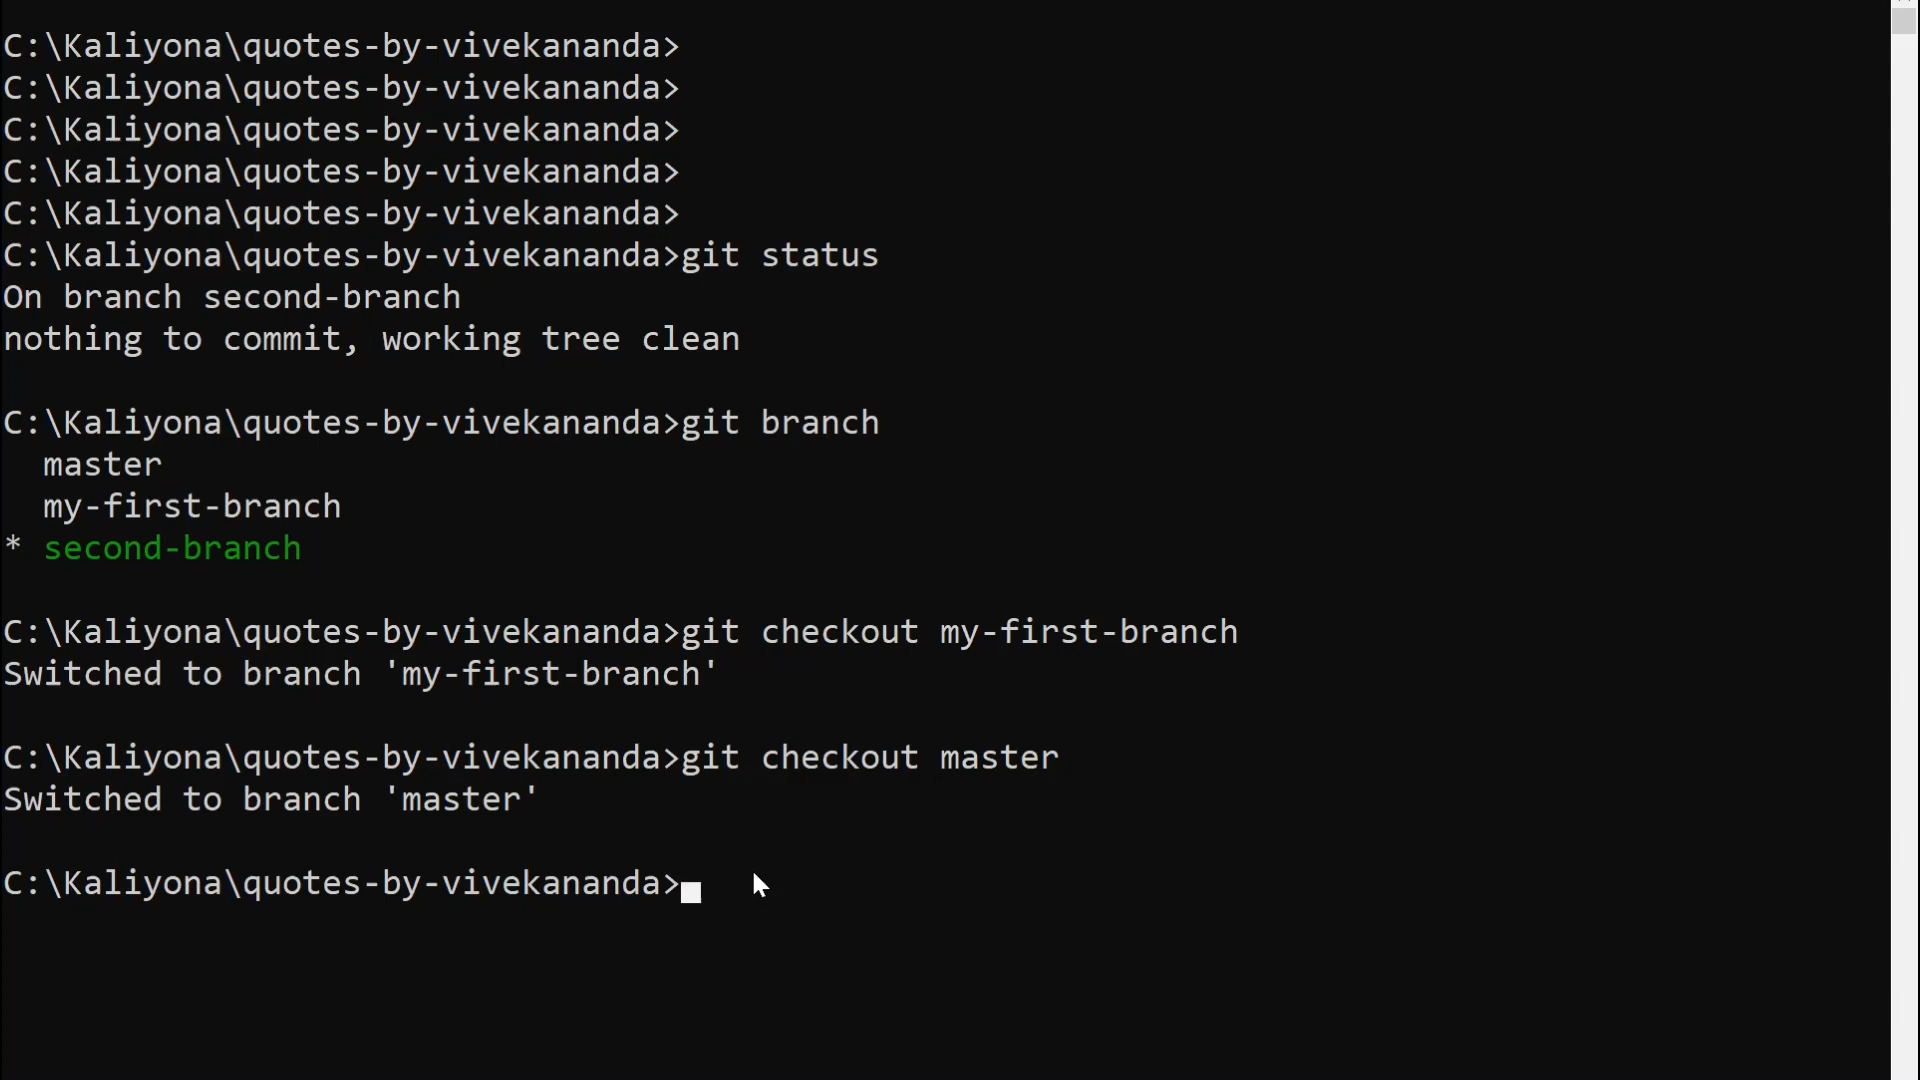 C:\Kaliyona\quotes-by-vivekananda>
C:\Kaliyona\quotes-by-vivekananda>
C:\Kaliyona\quotes-by-vivekananda>
C:\Kaliyona\quotes-by-vivekananda>
C:\Kaliyona\quotes-by-vivekananda>
C:\Kaliyona\quotes-by-vivekananda>git status
On branch second-branch
nothing to commit, working tree clean
C:\Kaliyona\quotes-by-vivekananda>git branch
  master
  my-first-branch
* second-branch
C:\Kaliyona\quotes-by-vivekananda>git checkout my-first-branch
Switched to branch 'my-first-branch'
C:\Kaliyona\quotes-by-vivekananda>git checkout master
Switched to branch 'master'
C:\Kaliyona\quotes-by-vivekananda>